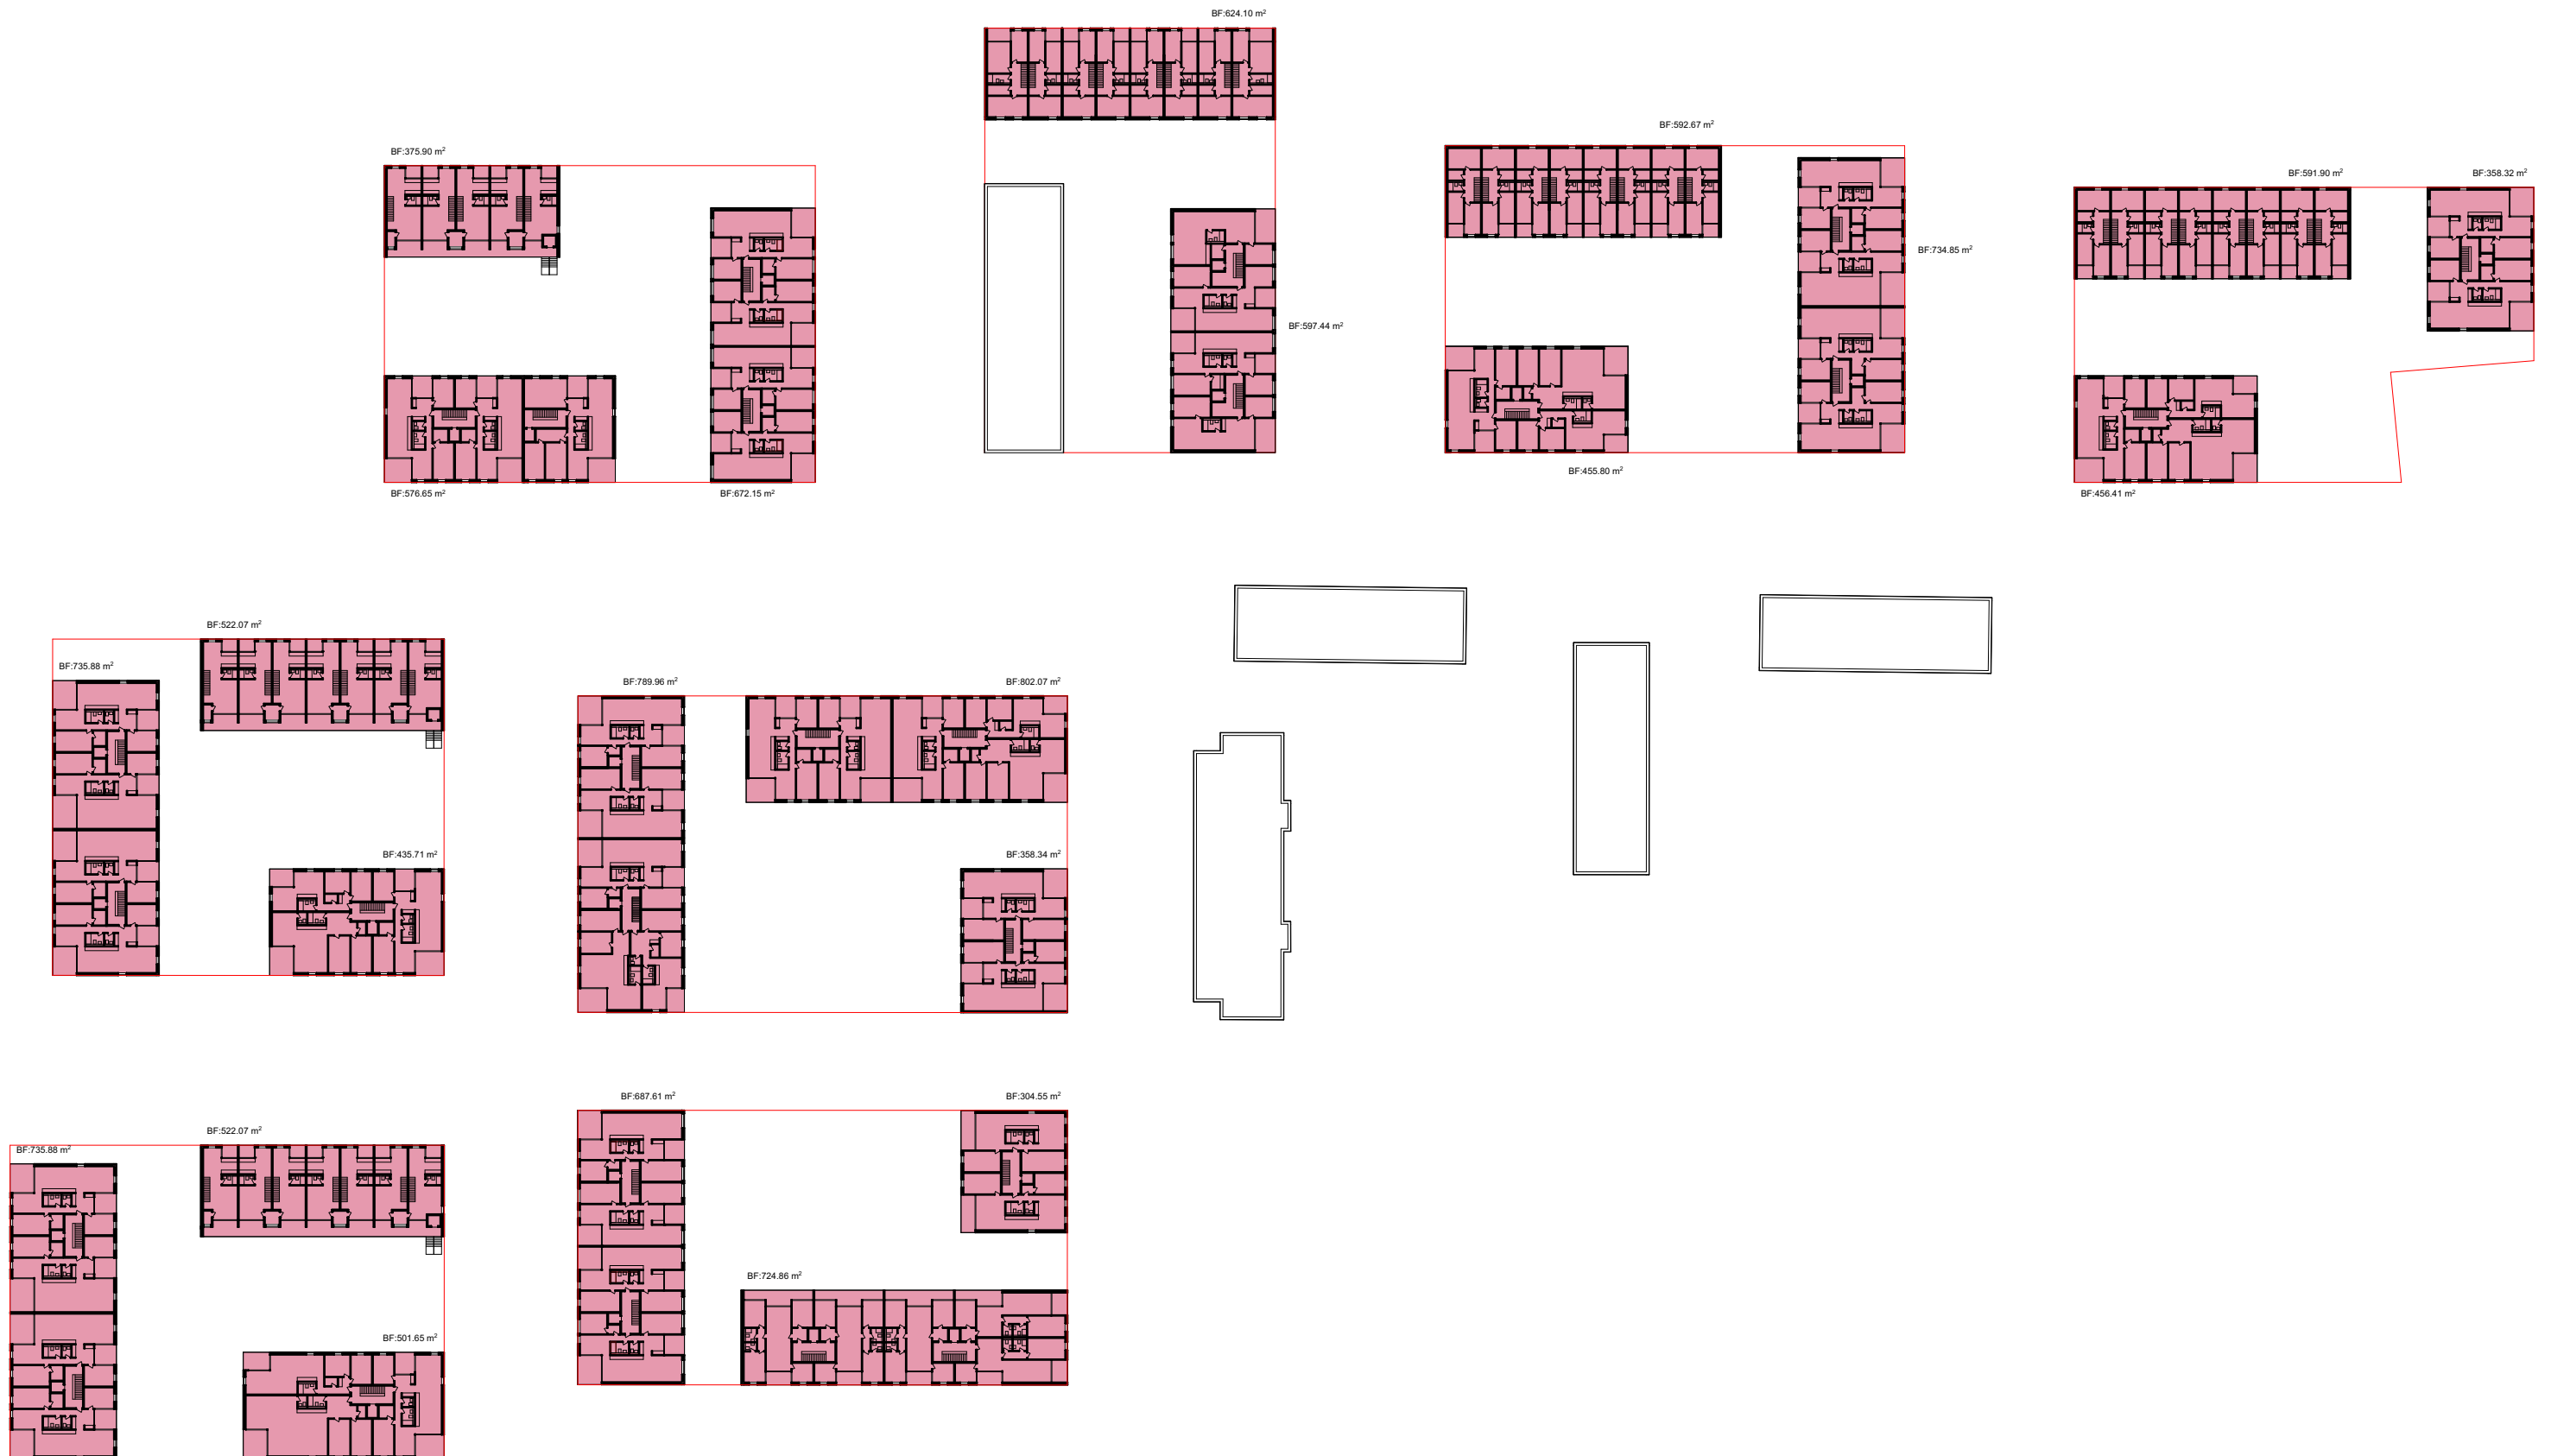 BF:624.10 m²
BF:592.67 m²
BF:375.90 m²
BF:591.90 m²
BF:358.32 m²
BF:734.85 m²
BF:597.44 m²
BF:455.80 m²
BF:576.65 m²
BF:672.15 m²
BF:456.41 m²
BF:522.07 m²
BF:735.88 m²
BF:789.96 m²
BF:802.07 m²
BF:435.71 m²
BF:358.34 m²
BF:687.61 m²
BF:304.55 m²
BF:522.07 m²
BF:735.88 m²
BF:724.86 m²
BF:501.65 m²